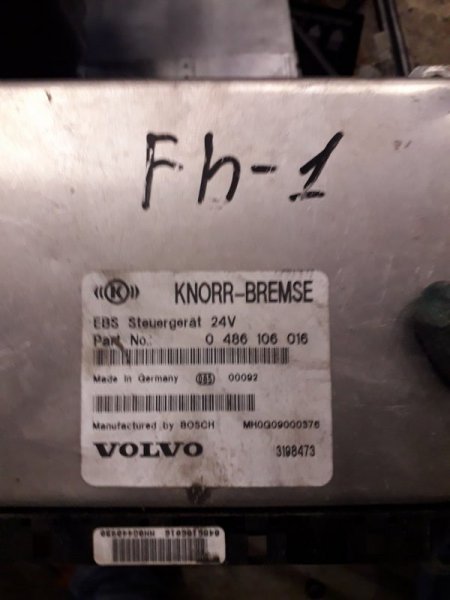 Fh-1
KNORR-BREMSE
EBS Steuergerät 24V
Part No.: 0 486 106 016
Made in Germany 085 00092
Manufactured by BOSCH MH0G09000376
VOLVO 3198473